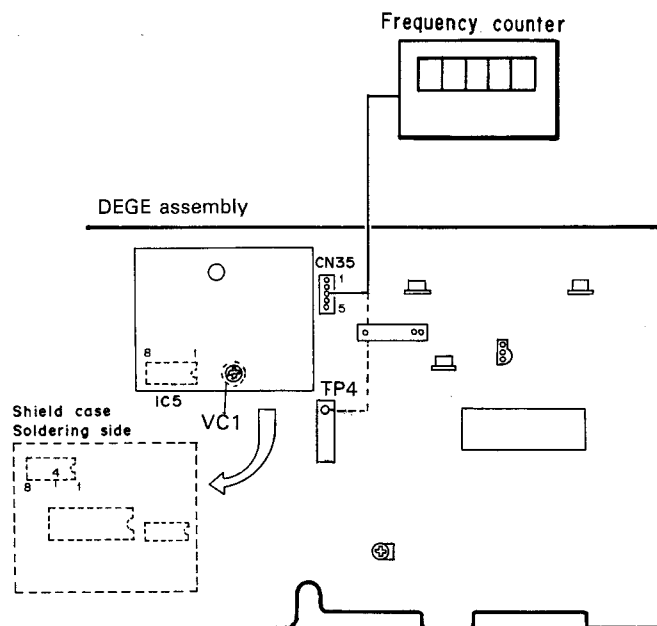 Frequency counter
DEGE assembly
CN35
1
5
8 1
IC5
VC1
TP4
Shield case
Soldering side
4
8 1